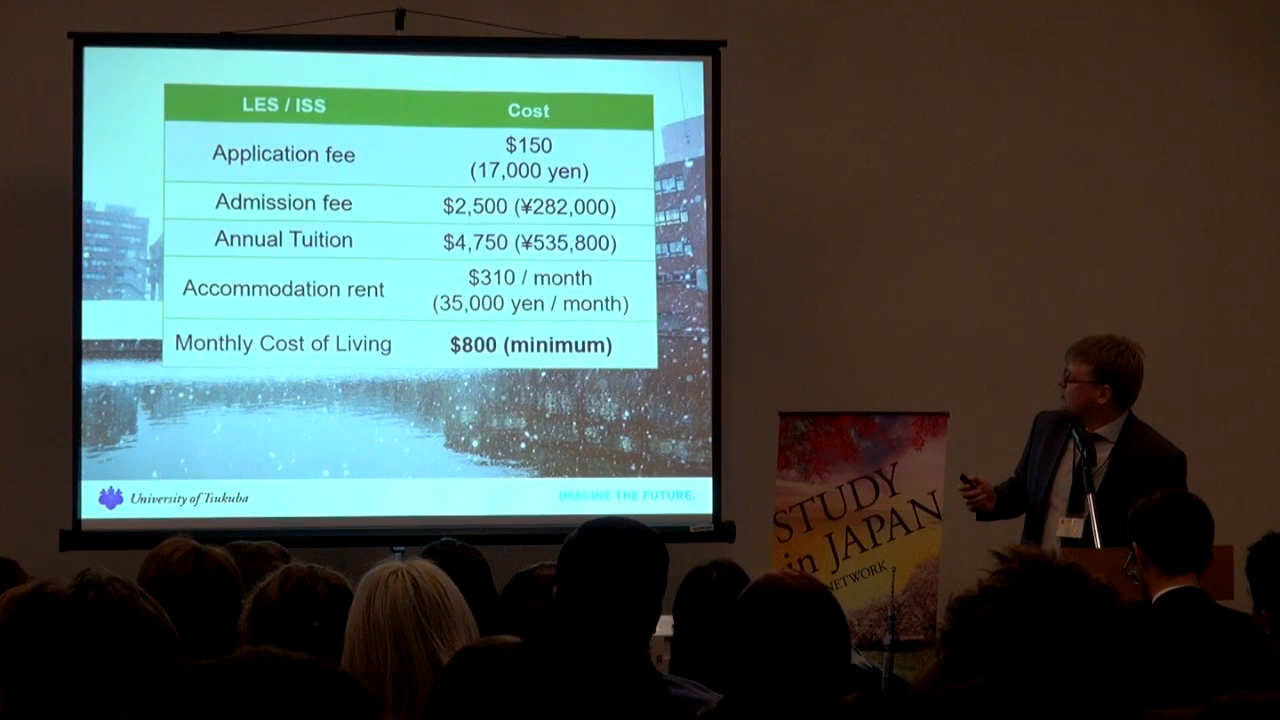 LES / ISS Cost
Application fee $150
(17,000 yen)
Admission fee $2,500 (¥282,000)
Annual Tuition $4,750 (¥535,800)
Accommodation rent $310 / month
(35,000 yen / month)
Monthly Cost of Living $800 (minimum)
University of Tsukuba
IMAGINE THE FUTURE.
STUDY
in JAPAN
NETWORK